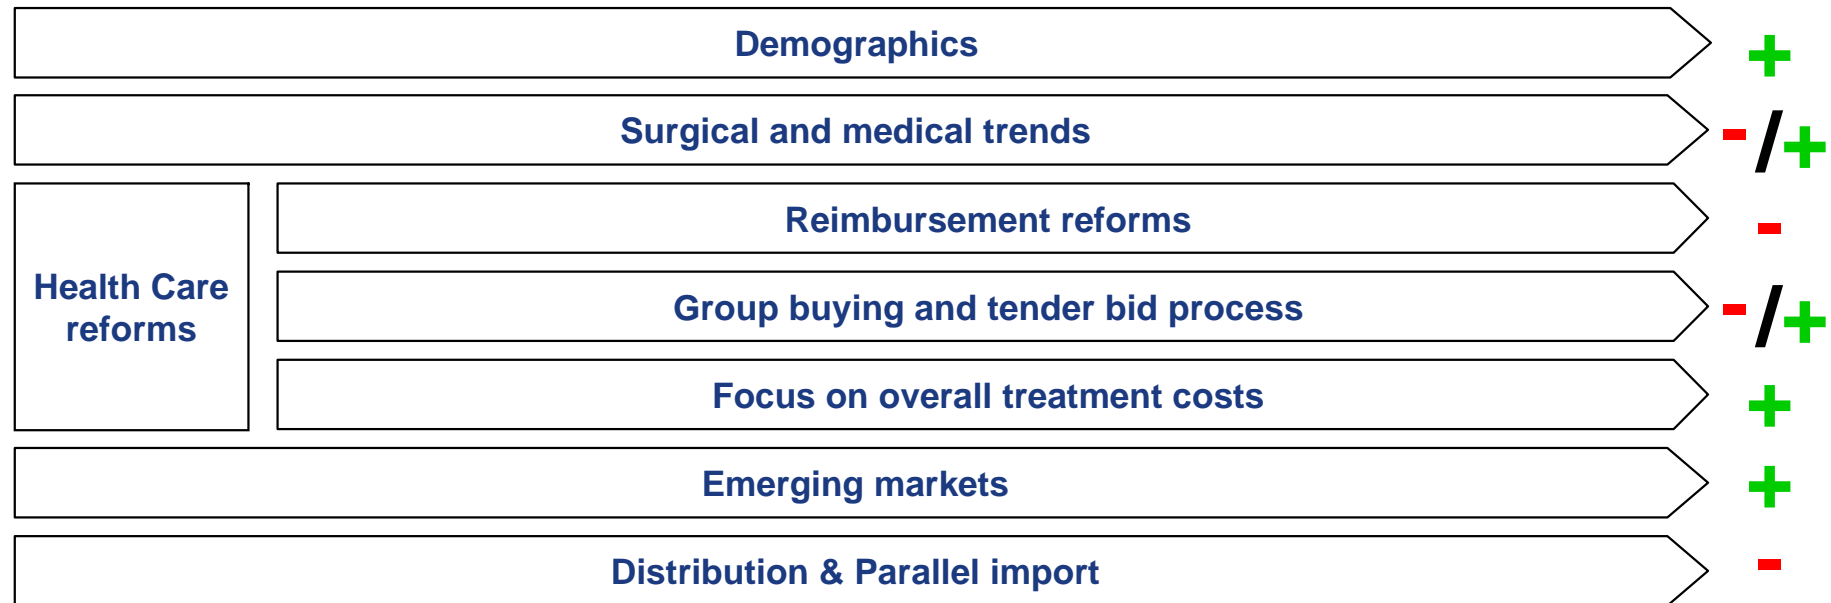 Demographics
+
Surgical and medical trends
-/+
Health Care
reforms
Reimbursement reforms
-
Group buying and tender bid process
-/+
Focus on overall treatment costs
+
Emerging markets
+
Distribution & Parallel import
-